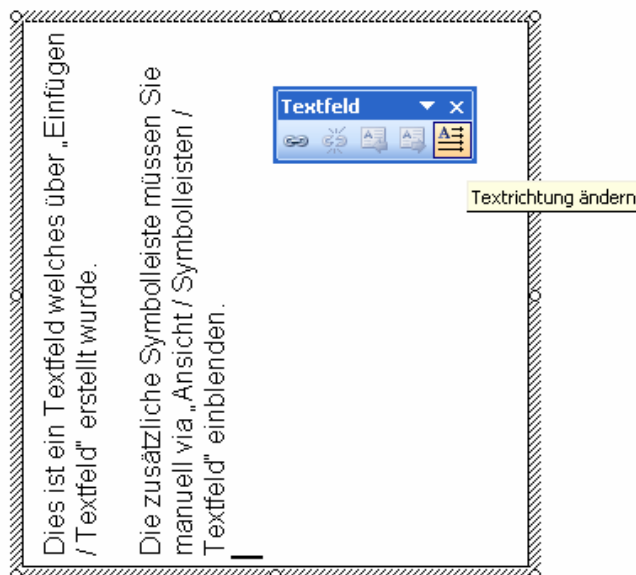 Dies ist ein Textfeld welches über „Einfügen
/ Textfeld" erstellt wurde.
Die zusätzliche Symbolleiste müssen Sie
manuell via „Ansicht / Symbolleisten /
Textfeld" einblenden.
Textfeld
Textrichtung ändern